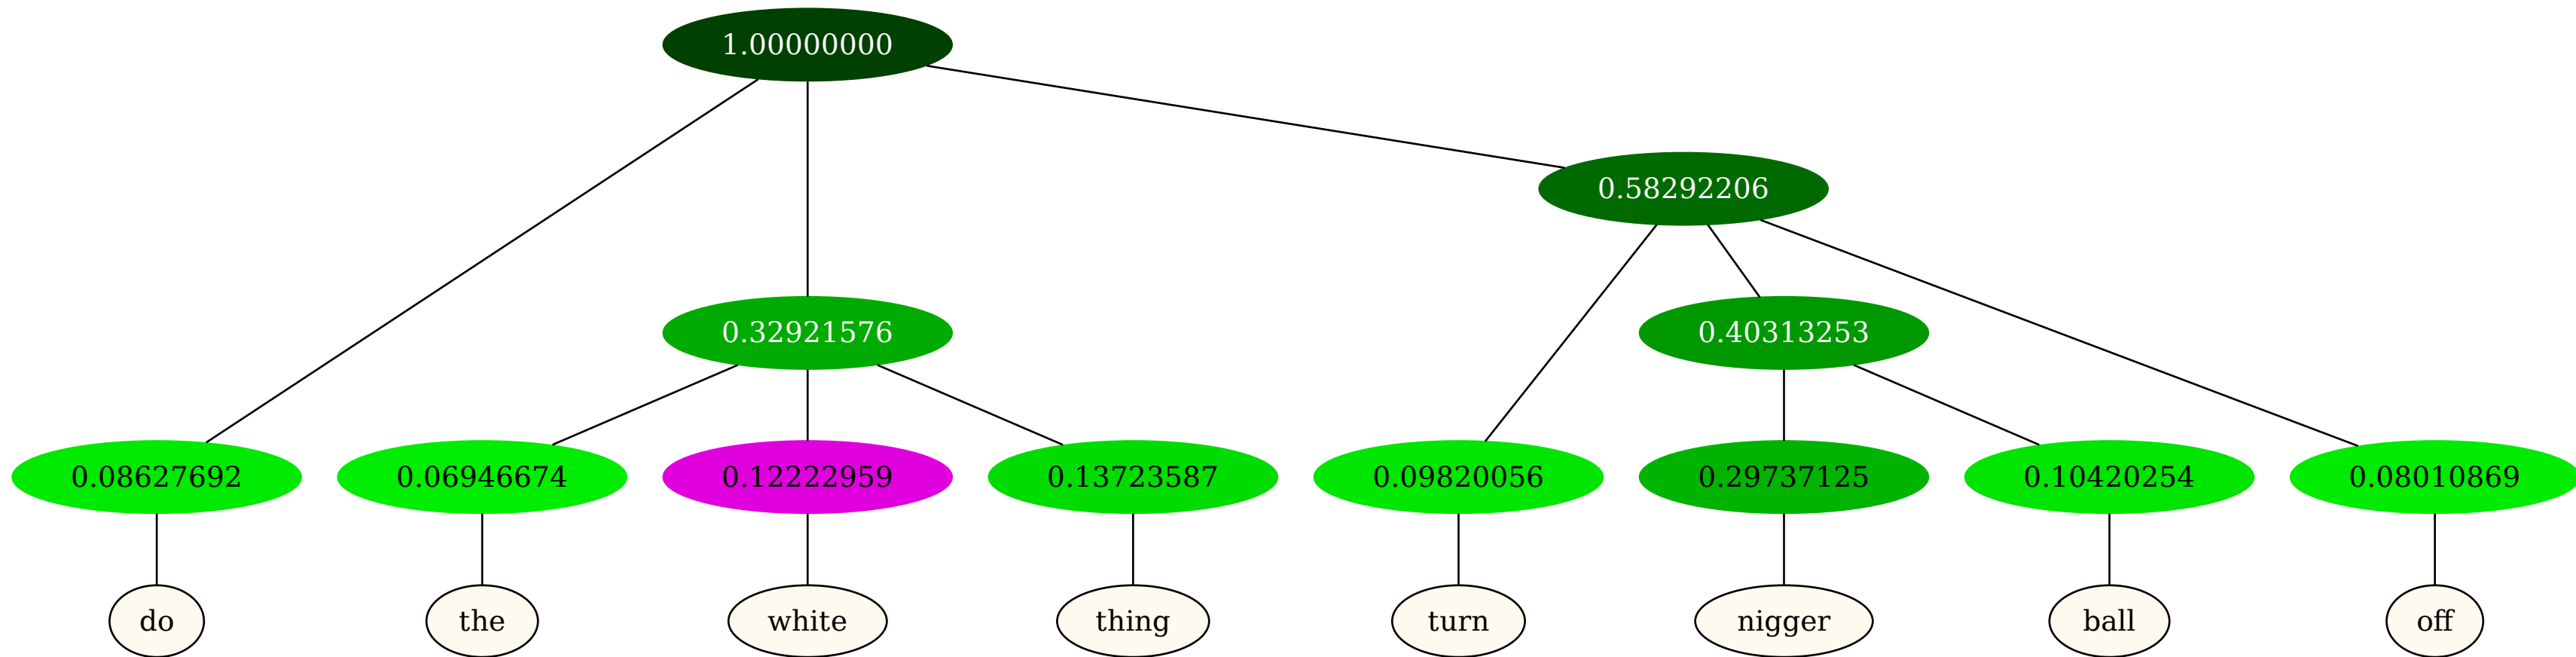 1.00000000
0.58292206
0.32921576 0.40313253
0.08627692 0.06946674 0.12222959 0.13723587 0.09820056 0.29737125 0.10420254 0.08010869
do the white thing turn nigger ball off